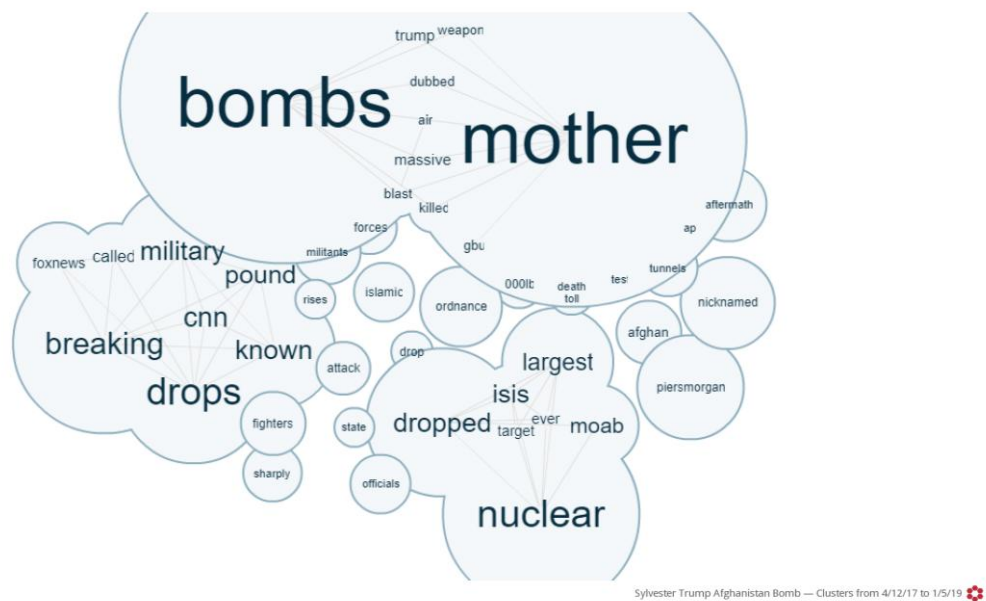 trump weapon
dubbed
bombs
air
mother
massive
blast
killed
aftermath
forces
ap
gbu
militants
foxnews called military
pound
tunnels
test
000lb
death
toll
rises
islamic
ordnance
nicknamed
cnn
afghan
breaking
known
drop
largest
attack
piersmorgan
drops
isis
dropped
ever
target
moab
fighters
state
sharply
officials
nuclear
Sylvester Trump Afghanistan Bomb — Clusters from 4/12/17 to 1/5/19